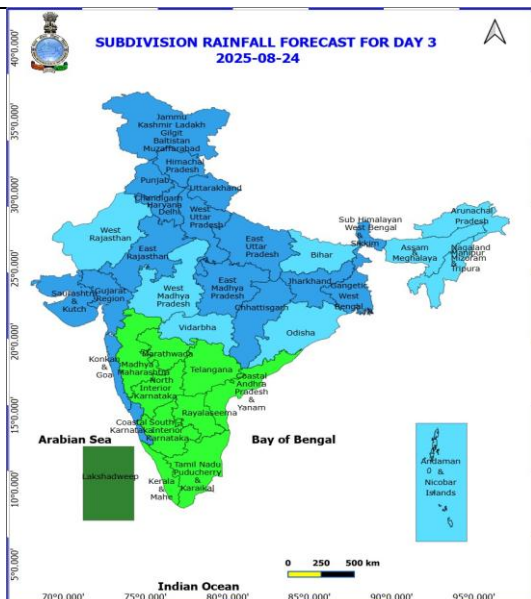 SUBDIVISION RAINFALL FORECAST FOR DAY 3
2025-08-24
40°0.000'
35°0.000'
30°0.000'
25°0.000'
20°0.000'
15°0.000'
10°0.000'
5°0.000'
Jammu
Kashmir Ladakh
Gilgit
Baltistan
Muzaffarabad
Himachal
Pradesh
Punjab
Uttarakhand
Chandigarh
Haryana
Delhi
West
Uttar
Pradesh
West
Rajasthan
East
Rajasthan
East
Uttar
Pradesh
Sub Himalayan
West Bengal
&
Sikkim
Arunachal
Pradesh
Assam
&
Meghalaya
Nagaland
Manipur
Mizoram
&
Tripura
Bihar
Saurashtra
&
Kutch
Gujarat
Region
West
Madhya
Pradesh
East
Madhya
Pradesh
Jharkhand
Gangetic
West
Bengal
Chhattisgarh
Vidarbha
Odisha
Konkan
&
Goa
Marathwada
Madhya
Maharashtra
North
Interior
Karnataka
Telangana
Coastal
Andhra
Pradesh
&
Yanam
Rayalaseema
Coastal
Karnataka
South
Interior
Karnataka
Arabian Sea
Bay of Bengal
Lakshadweep
Kerala
&
Mahe
Tamil Nadu
Puducherry
&
Karaikal
Andaman
&
Nicobar
Islands
0 250 500 km
Indian Ocean
70°0.000' 75°0.000' 80°0.000' 85°0.000' 90°0.000' 95°0.000'